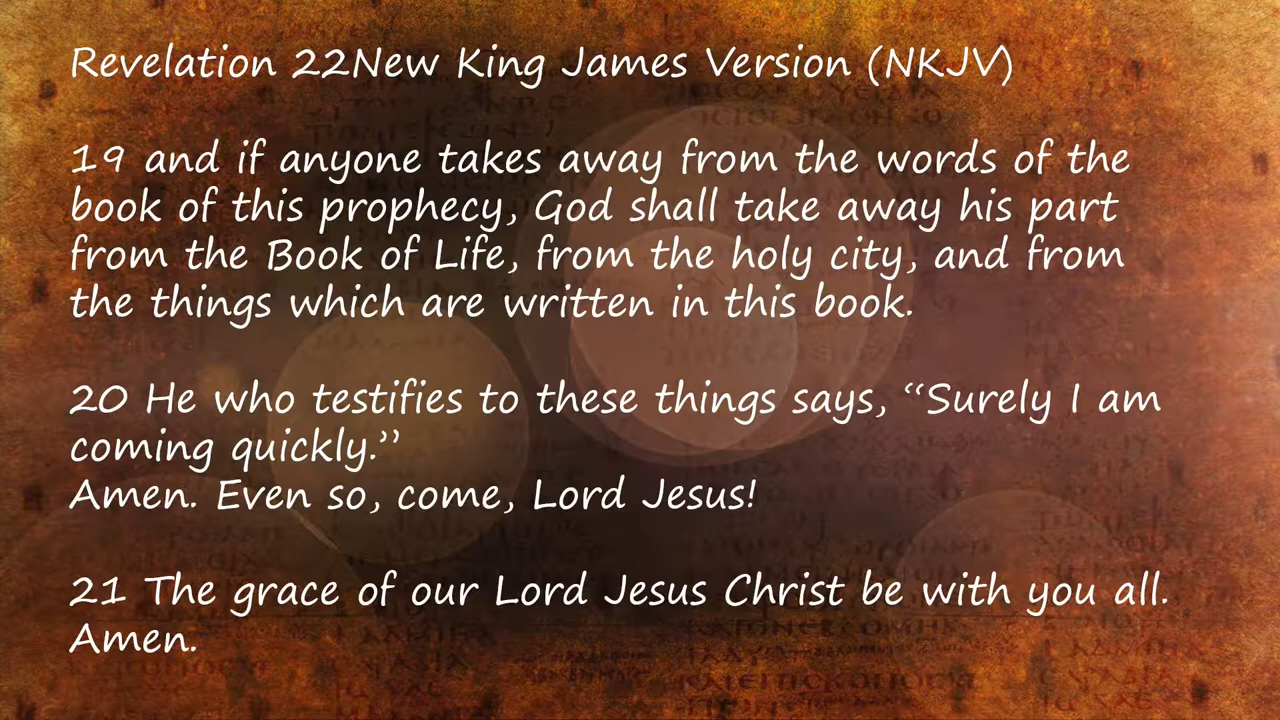 Revelation 22New King James Version (NKJV)
19 and if anyone takes away from the words of the
book of this prophecy, God shall take away his part
from the Book of Life, from the holy city, and from
the things which are written in this book.
20 He who testifies to these things says, “Surely I am
coming quickly.”
Amen. Even so, come, Lord Jesus!
21 The grace of our Lord Jesus Christ be with you all.
Amen.